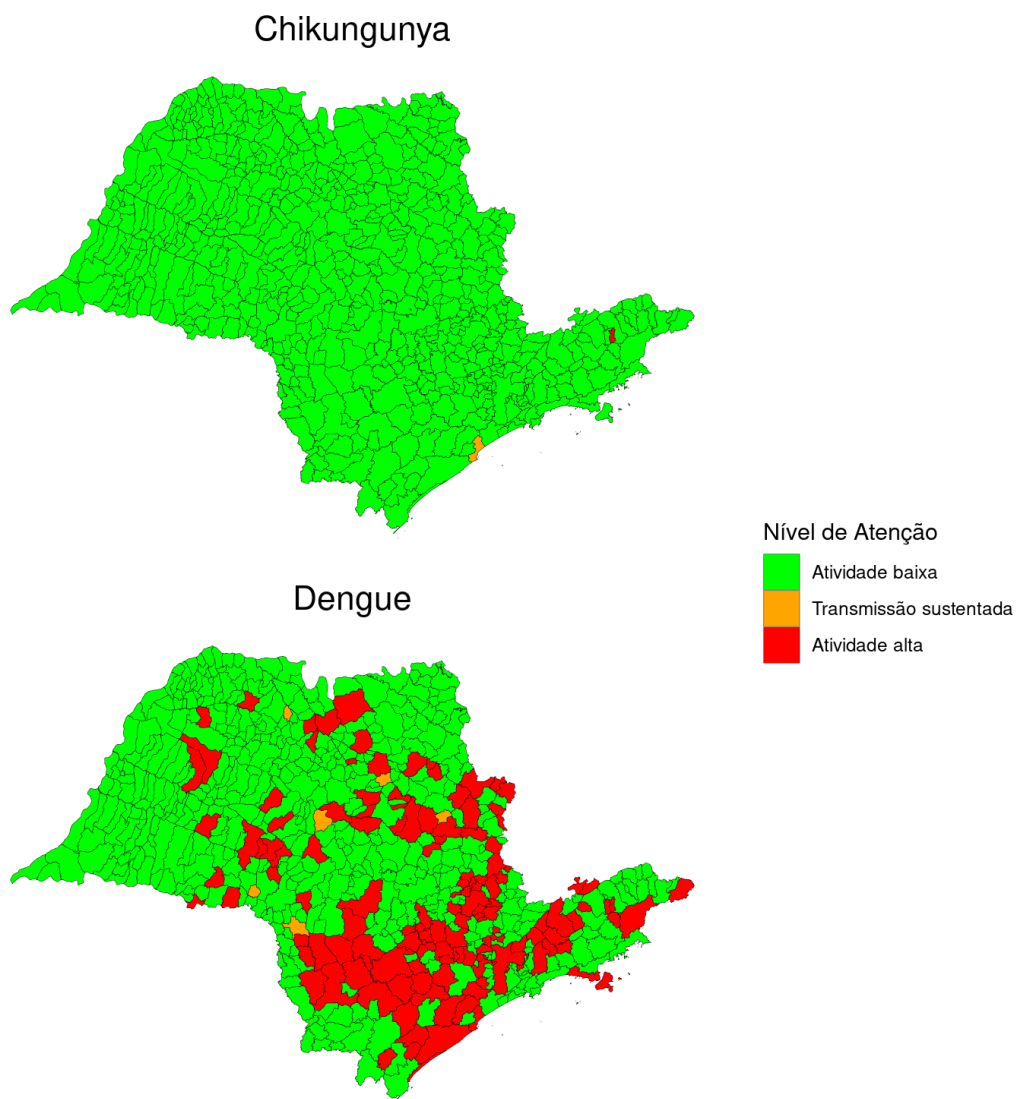 Chikungunya
Nível de Atenção
Atividade baixa
Transmissão sustentada
Atividade alta
Dengue